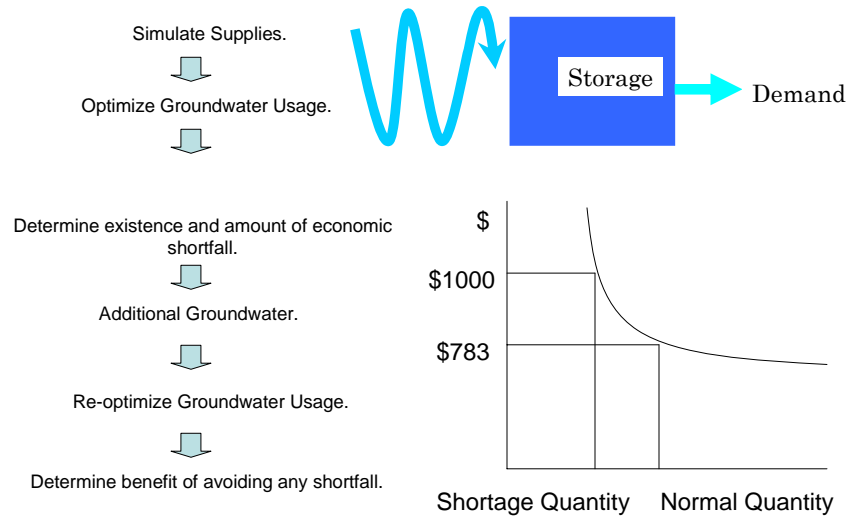 Simulate Supplies.
Optimize Groundwater Usage.
Determine existence and amount of economic
shortfall.
Additional Groundwater.
Re-optimize Groundwater Usage.
Determine benefit of avoiding any shortfall.
Storage
Demand
$
$1000
$783
Shortage Quantity
Normal Quantity